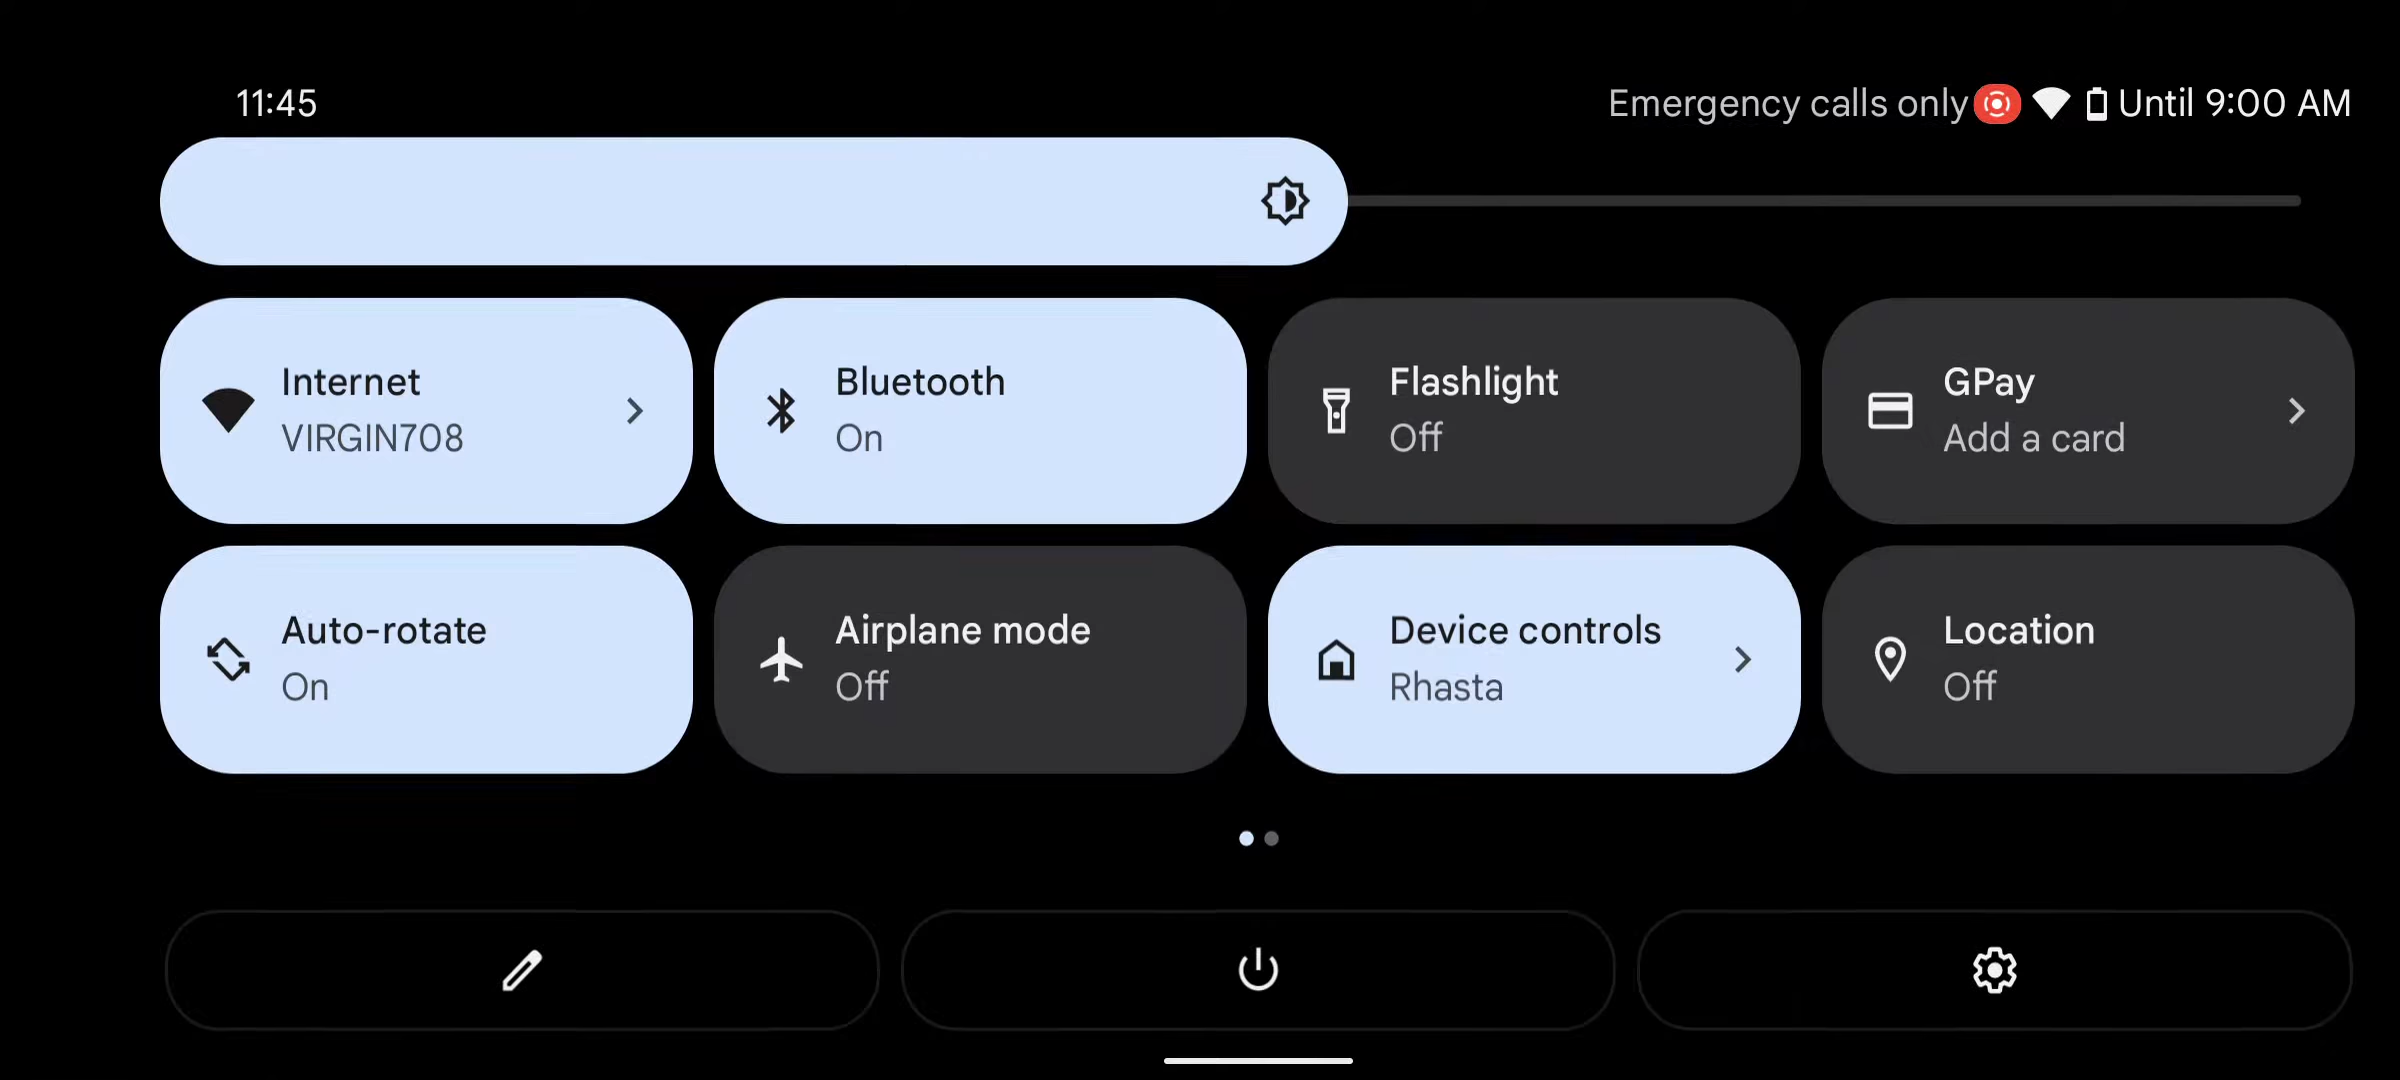 11:45
Emergency calls only Until 9:00 AM
Internet
VIRGIN708
Bluetooth
On
Flashlight
Off
GPay
Add a card
Auto-rotate
On
Airplane mode
Off
Device controls
Rhasta
Location
Off